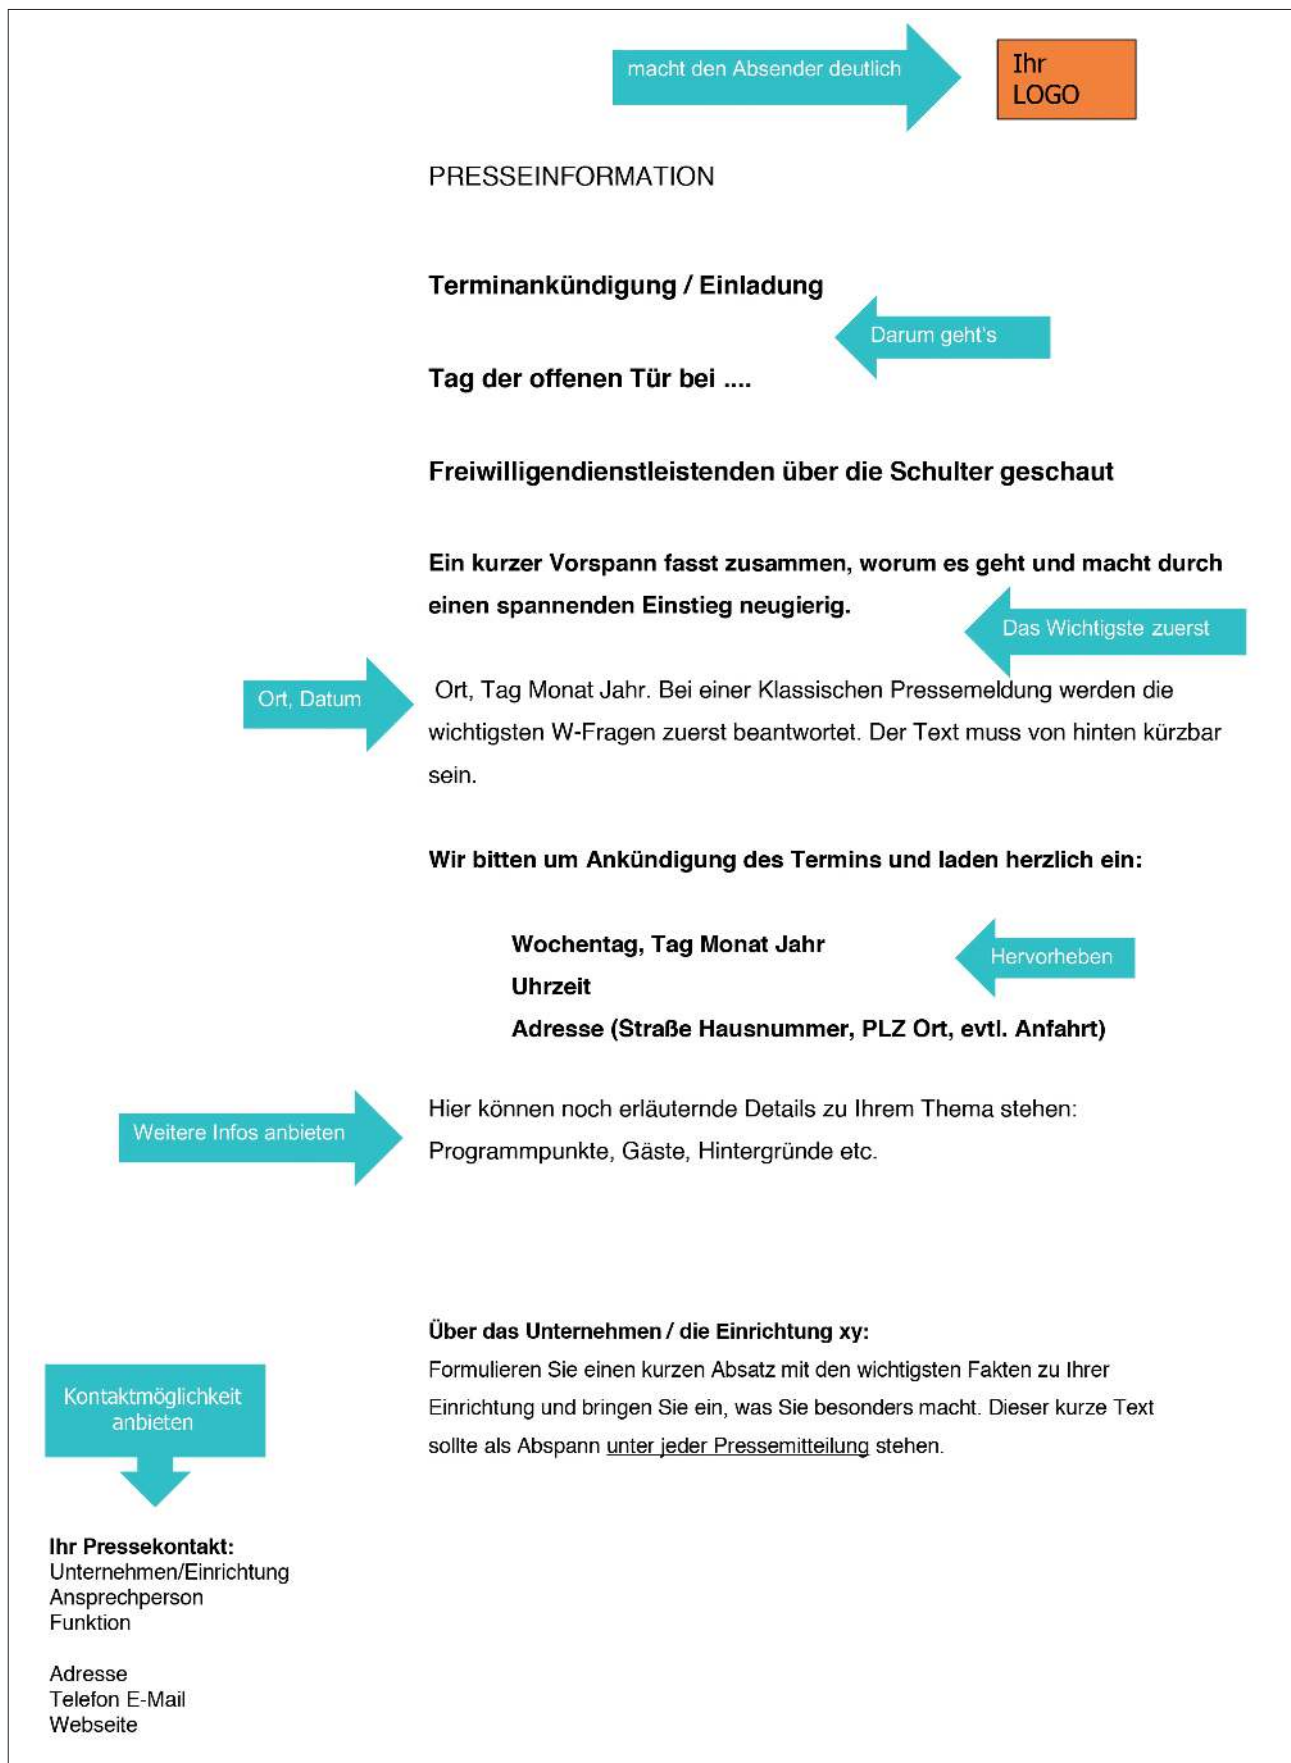 macht den Absender deutlich
Ihr
LOGO
PRESSEINFORMATION
Terminankündigung / Einladung
Darum geht's
Tag der offenen Tür bei ....
Freiwilligendienstleistenden über die Schulter geschaut
Ein kurzer Vorspann fasst zusammen, worum es geht und macht durch
einen spannenden Einstieg neugierig.
Das Wichtigste zuerst
Ort, Datum
Ort, Tag Monat Jahr. Bei einer Klassischen Pressemeldung werden die
wichtigsten W-Fragen zuerst beantwortet. Der Text muss von hinten kürzbar
sein.
Wir bitten um Ankündigung des Termins und laden herzlich ein:
Wochentag, Tag Monat Jahr
Hervorheben
Uhrzeit
Adresse (Straße Hausnummer, PLZ Ort, evtl. Anfahrt)
Weitere Infos anbieten
Hier können noch erläuternde Details zu Ihrem Thema stehen:
Programmpunkte, Gäste, Hintergründe etc.
Über das Unternehmen / die Einrichtung xy:
Formulieren Sie einen kurzen Absatz mit den wichtigsten Fakten zu Ihrer
Einrichtung und bringen Sie ein, was Sie besonders macht. Dieser kurze Text
sollte als Abspann unter jeder Pressemitteilung stehen.
Kontaktmöglichkeit
anbieten
Ihr Pressekontakt:
Unternehmen/Einrichtung
Ansprechperson
Funktion
Adresse
Telefon E-Mail
Webseite